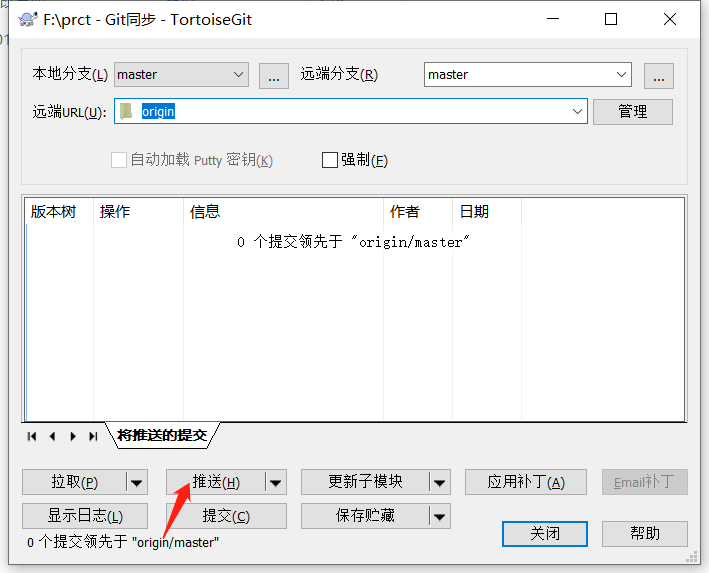 F:\prct - Git同步 - TortoiseGit
本地分支(L) master ... 远端分支(R) master ...
远端URL(U): origin 管理
自动加载 Putty 密钥(K) 强制(F)
版本树 操作 信息 作者 日期
0 个提交领先于 "origin/master"
将推送的提交
拉取(P) 推送(H) 更新子模块 应用补丁(A) Email补丁
显示日志(L) 提交(C) 保存贮藏 关闭 帮助
0 个提交领先于 "origin/master"